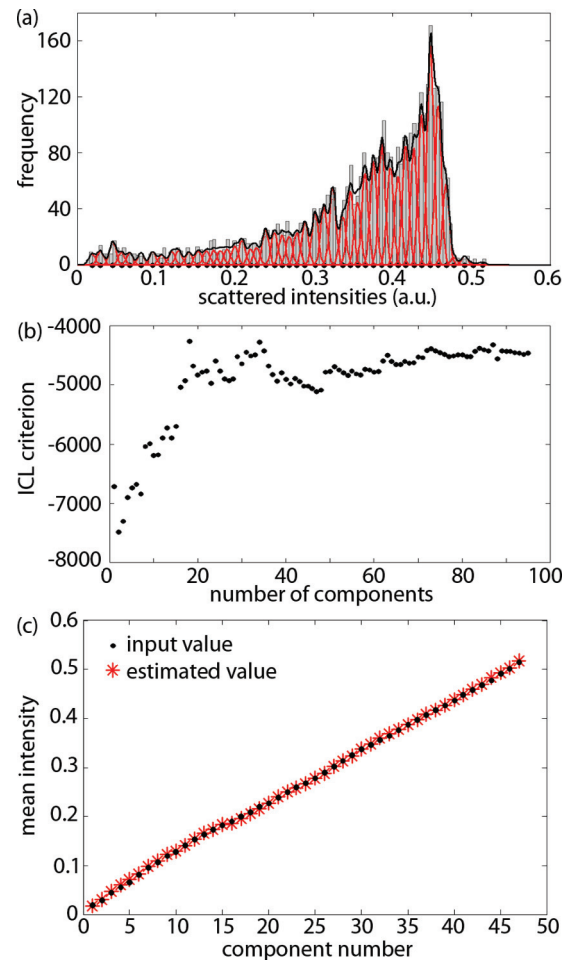 (a)
160
120
80
40
0
frequency
0 0.1 0.2 0.3 0.4 0.5 0.6
scattered intensities (a.u.)
(b)
-4000
-5000
-6000
-7000
-8000
ICL criterion
0 20 40 60 80 100
number of components
(c)
0.6
0.5
0.4
0.3
0.2
0.1
0
mean intensity
input value
estimated value
0 5 10 15 20 25 30 35 40 45 50
component number